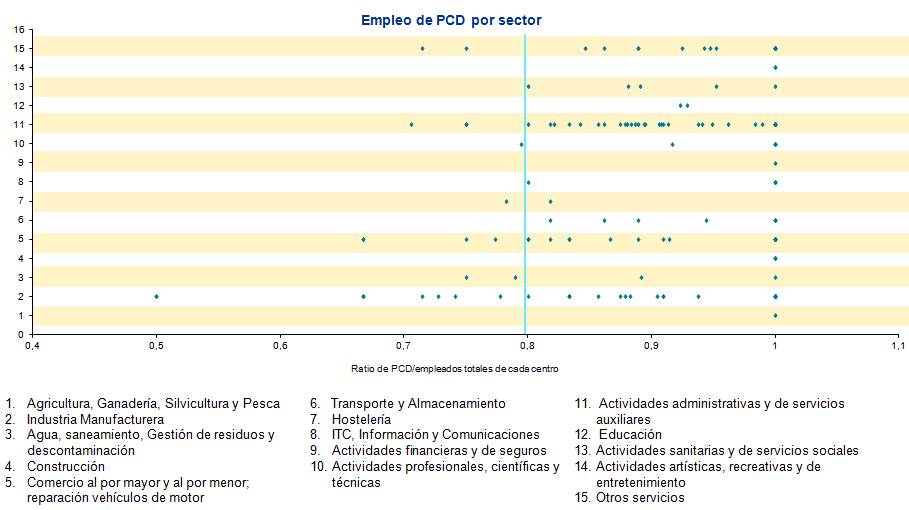 Empleo de PCD por sector
16
15
14
13
12
11
10
9
8
7
6
5
4
3
2
1
0
0,4 0,5 0,6 0,7 0,8 0,9 1 1,1
Ratio de PCD/empleados totales de cada centro
1. Agricultura, Ganadería, Silvicultura y Pesca
2. Industria Manufacturera
3. Agua, saneamiento, Gestión de residuos y
descontaminación
4. Construcción
5. Comercio al por mayor y al por menor;
reparación vehículos de motor
6. Transporte y Almacenamiento
7. Hostelería
8. ITC, Información y Comunicaciones
9. Actividades financieras y de seguros
10. Actividades profesionales, científicas y
técnicas
11. Actividades administrativas y de servicios
auxiliares
12. Educación
13. Actividades sanitarias y de servicios sociales
14. Actividades artísticas, recreativas y de
entretenimiento
15. Otros servicios